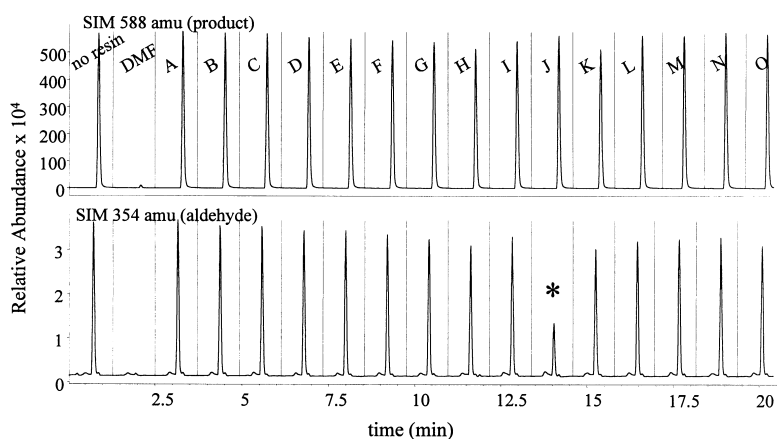 SIM 588 amu (product)
no resin DMF A B C D E F G H I J K L M N O
500
400
300
200
100
0
Relative Abundance x 10⁴
SIM 354 amu (aldehyde)
3
2
1
0
*
2.5 5 7.5 10 12.5 15 17.5 20
time (min)